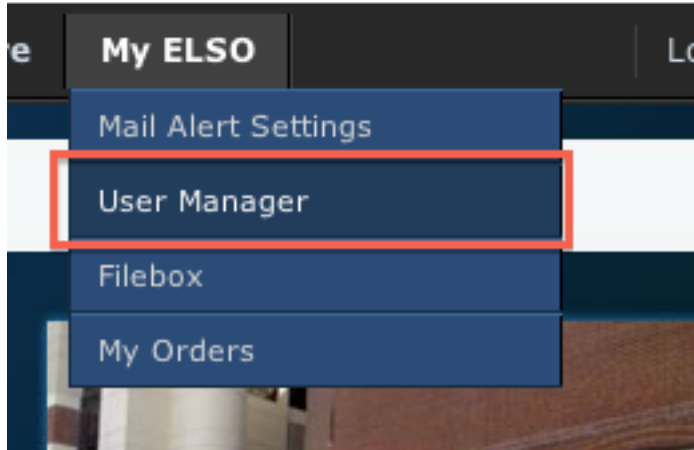 My ELSO
Mail Alert Settings
User Manager
Filebox
My Orders